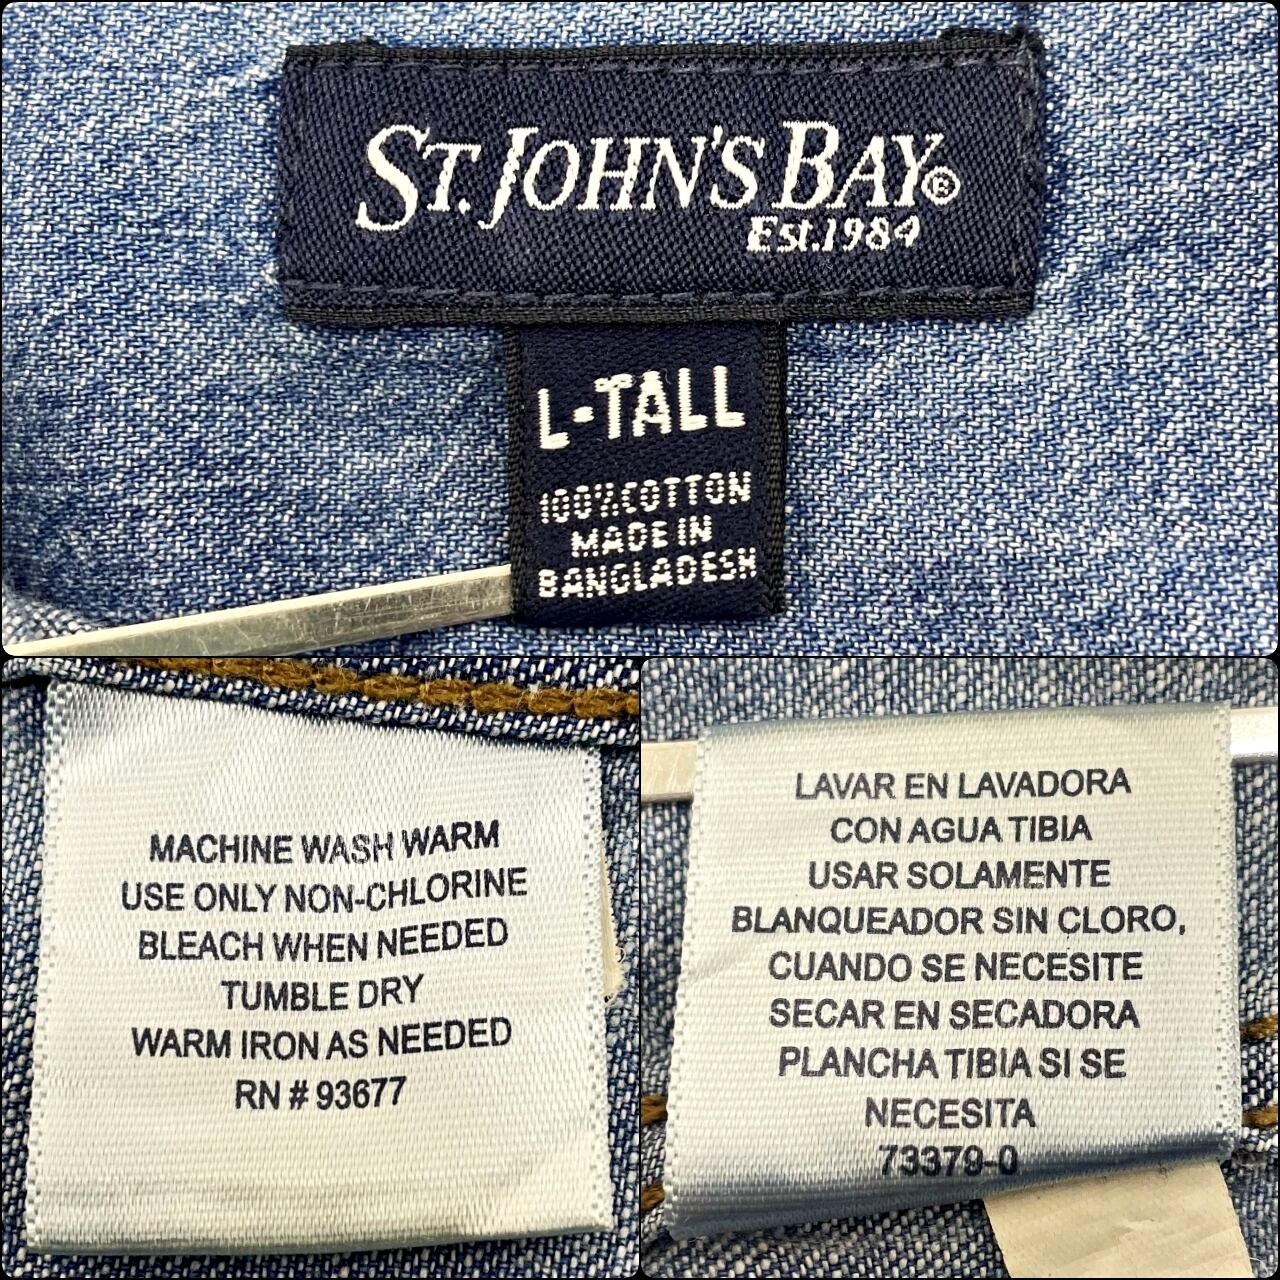 ST. JOHN'S BAY®
Est.1984
L·TALL
100% COTTON
MADE IN
BANGLADESH
MACHINE WASH WARM
USE ONLY NON-CHLORINE
BLEACH WHEN NEEDED
TUMBLE DRY
WARM IRON AS NEEDED
RN # 93677
LAVAR EN LAVADORA
CON AGUA TIBIA
USAR SOLAMENTE
BLANQUEADOR SIN CLORO,
CUANDO SE NECESITE
SECAR EN SECADORA
PLANCHA TIBIA SI SE
NECESITA
73379-0